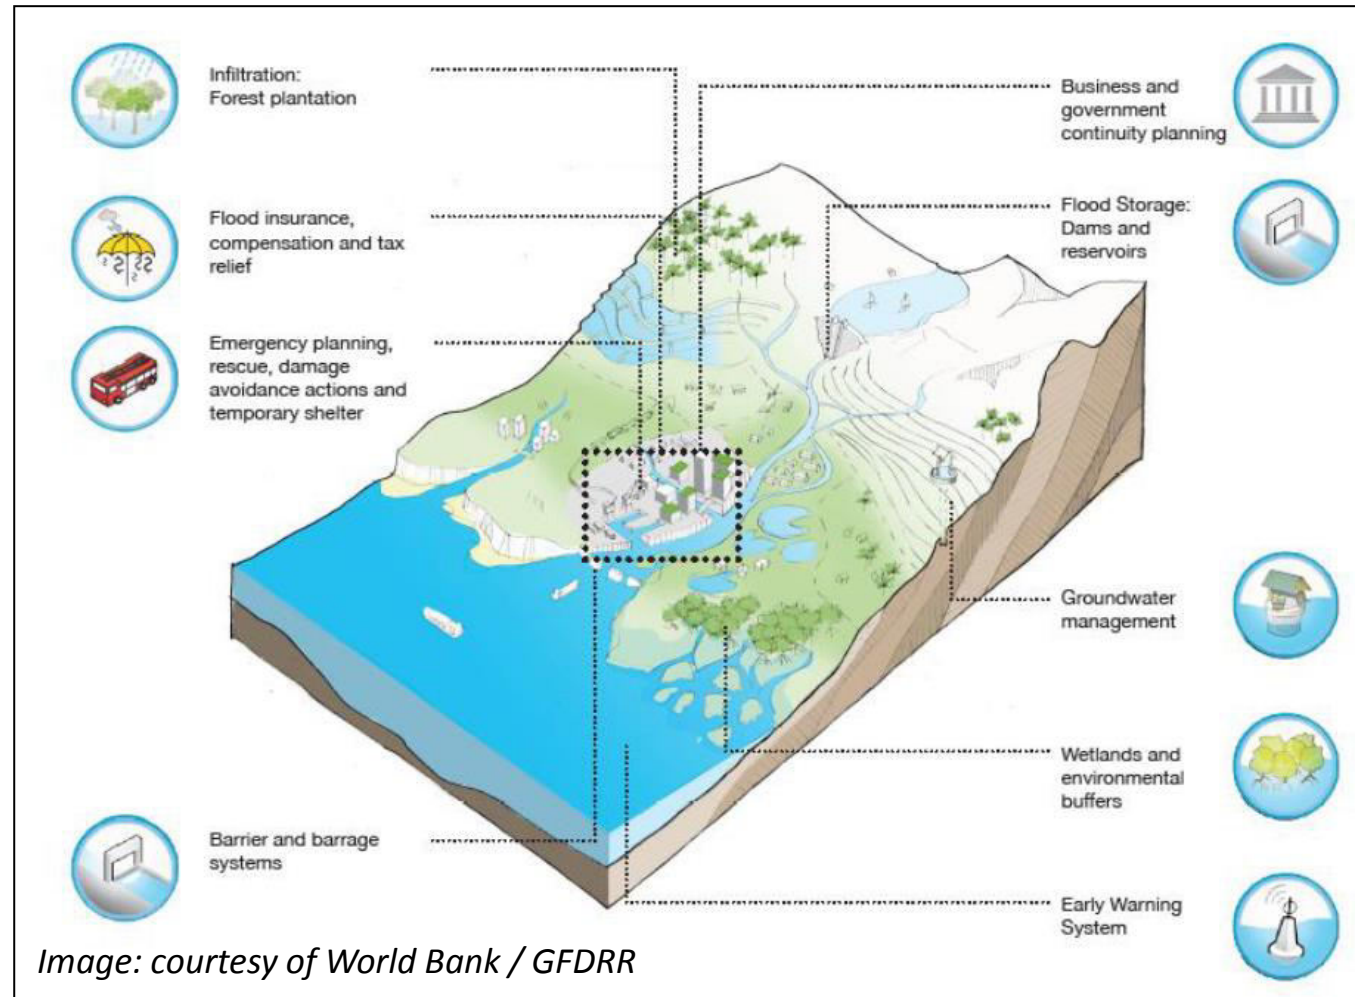 Infiltration:
Forest plantation
Flood insurance,
compensation and tax
relief
Emergency planning,
rescue, damage
avoidance actions and
temporary shelter
Barrier and barrage
systems
Business and
government
continuity planning
Flood Storage:
Dams and
reservoirs
Groundwater
management
Wetlands and
environmental
buffers
Early Warning
System
Image: courtesy of World Bank / GFDRR